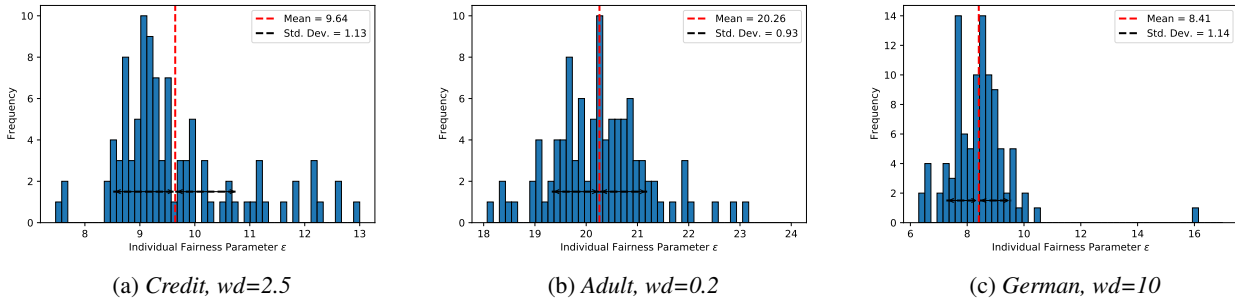 10
8
6
4
2
0
Frequency
8
9
10
11
12
13
Individual Fairness Parameter ε
Mean = 9.64
Std. Dev. = 1.13
(a) Credit, wd=2.5
10
8
6
4
2
0
Frequency
18
19
20
21
22
23
24
Individual Fairness Parameter ε
Mean = 20.26
Std. Dev. = 0.93
(b) Adult, wd=0.2
14
12
10
8
6
4
2
0
Frequency
6
8
10
12
14
16
Individual Fairness Parameter ε
Mean = 8.41
Std. Dev. = 1.14
(c) German, wd=10